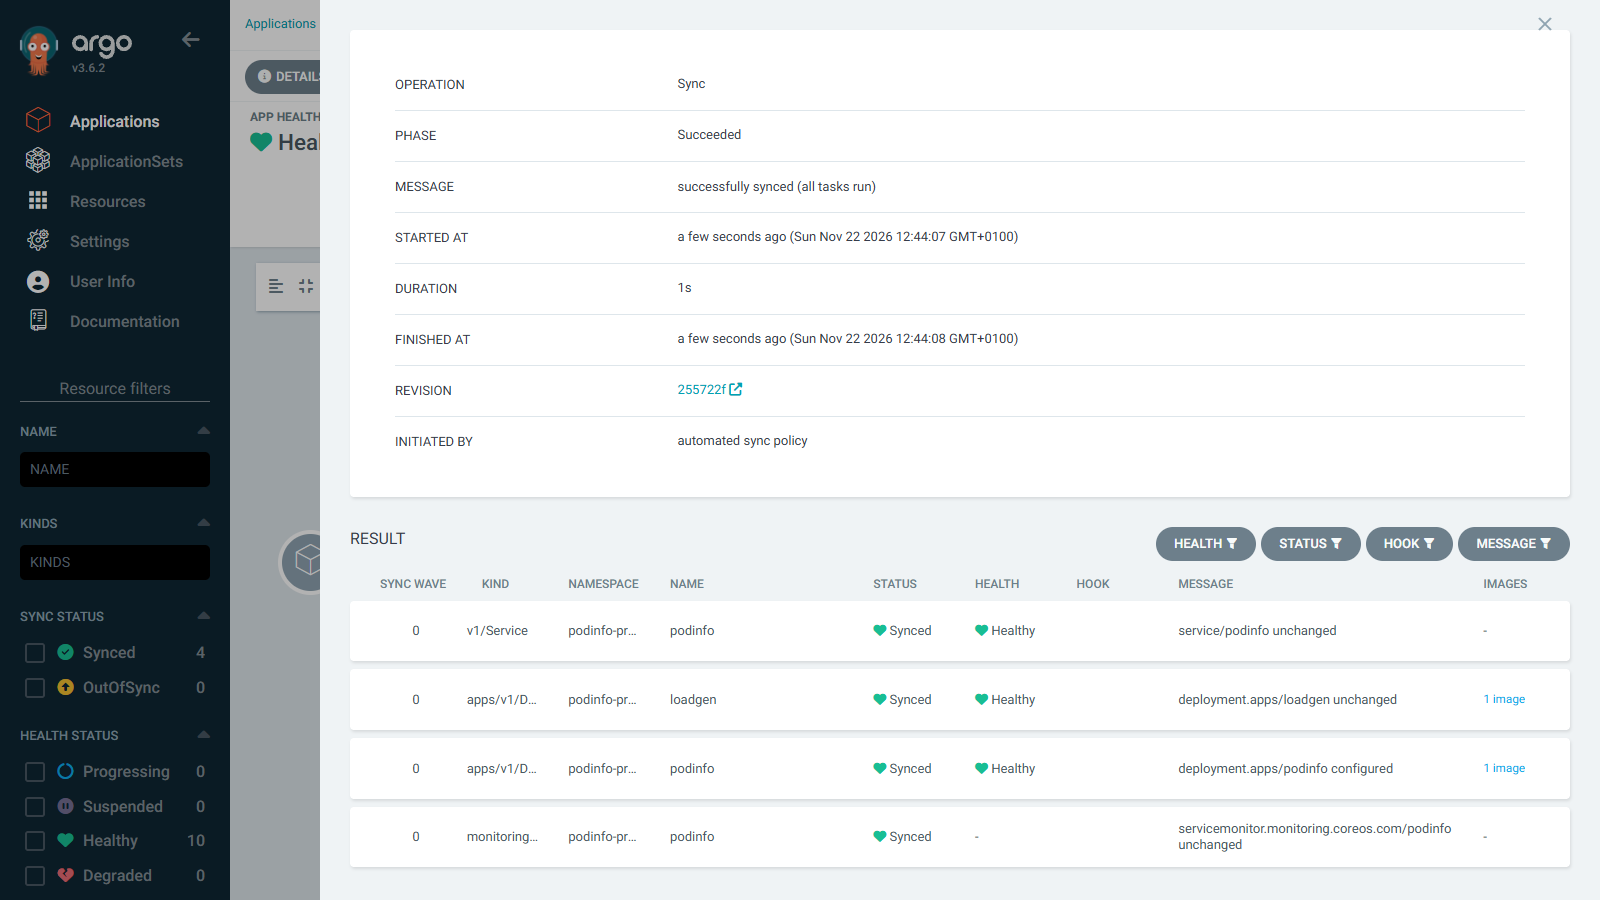 argo
v3.6.2
Applications
ApplicationSets
Resources
Settings
User Info
Documentation
Resource filters
NAME
NAME
KINDS
KINDS
SYNC STATUS
Synced 4
OutOfSync 0
HEALTH STATUS
Progressing 0
Suspended 0
Healthy 10
Degraded 0
Applications
DETAILS
APP HEALTH
Heal
OPERATION Sync
PHASE Succeeded
MESSAGE successfully synced (all tasks run)
STARTED AT a few seconds ago (Sun Nov 22 2026 12:44:07 GMT+0100)
DURATION 1s
FINISHED AT a few seconds ago (Sun Nov 22 2026 12:44:08 GMT+0100)
REVISION 255722f
INITIATED BY automated sync policy
RESULT
HEALTH STATUS HOOK MESSAGE
SYNC WAVE KIND NAMESPACE NAME STATUS HEALTH HOOK MESSAGE IMAGES
0 v1/Service podinfo-pr... podinfo Synced Healthy service/podinfo unchanged -
0 apps/v1/D... podinfo-pr... loadgen Synced Healthy deployment.apps/loadgen unchanged 1 image
0 apps/v1/D... podinfo-pr... podinfo Synced Healthy deployment.apps/podinfo configured 1 image
0 monitoring... podinfo-pr... podinfo Synced - servicemonitor.monitoring.coreos.com/podinfo -
unchanged